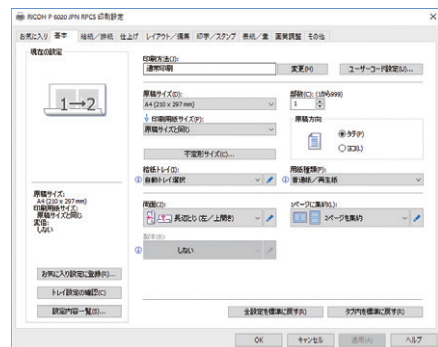 RICOH P 6020 JPN RPCS 印刷設定
お気に入り 基本 給紙／排紙 仕上げ レイアウト／編集 印字／スタンプ 表紙／章 画質調整 その他
現在の設定
1→2
原稿サイズ:
A4 (210 x 297 mm)
印刷用紙サイズ:
原稿サイズと同じ
変倍:
しない
お気に入り設定に登録(R)...
トレイ設定の確認(C)
設定内容一覧(S)...
印刷方法(J):
通常印刷
変更(H)
ユーザーコード設定(U)...
原稿サイズ(D):
A4 (210 x 297 mm)
部数(C): (1から999)
1
印刷用紙サイズ(P):
原稿サイズと同じ
原稿方向
タテ(P)
ヨコ(L)
不定形サイズ(C)...
給紙トレイ(I):
自動トレイ選択
用紙種類(P):
普通紙／再生紙
両面(2):
長辺とじ (左／上開き)
1ページに集約(L):
2ページを集約
製本(B):
しない
全設定を標準に戻す(R)
タブ内を標準に戻す(R)
OK
キャンセル
適用(A)
ヘルプ